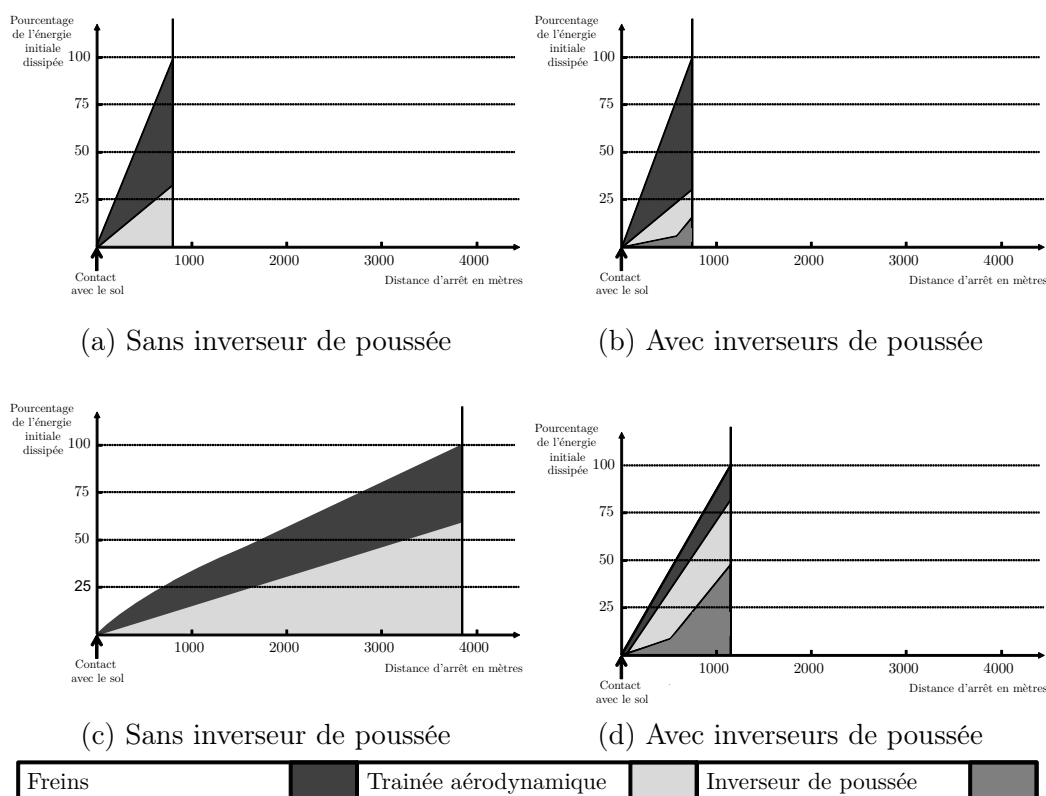 Pourcentage
de l'énergie
initiale
dissipée
100
75
50
25
1000
2000
3000
4000
Contact
avec le sol
Distance d'arrêt en mètres
(a) Sans inverseur de poussée
Pourcentage
de l'énergie
initiale
dissipée
100
75
50
25
1000
2000
3000
4000
Contact
avec le sol
Distance d'arrêt en mètres
(b) Avec inverseurs de poussée
Pourcentage
de l'énergie
initiale
dissipée
100
75
50
25
1000
2000
3000
4000
Contact
avec le sol
Distance d'arrêt en mètres
(c) Sans inverseur de poussée
Pourcentage
de l'énergie
initiale
dissipée
100
75
50
25
1000
2000
3000
4000
Contact
avec le sol
Distance d'arrêt en mètres
(d) Avec inverseurs de poussée
Freins
Trainée aérodynamique
Inverseur de poussée